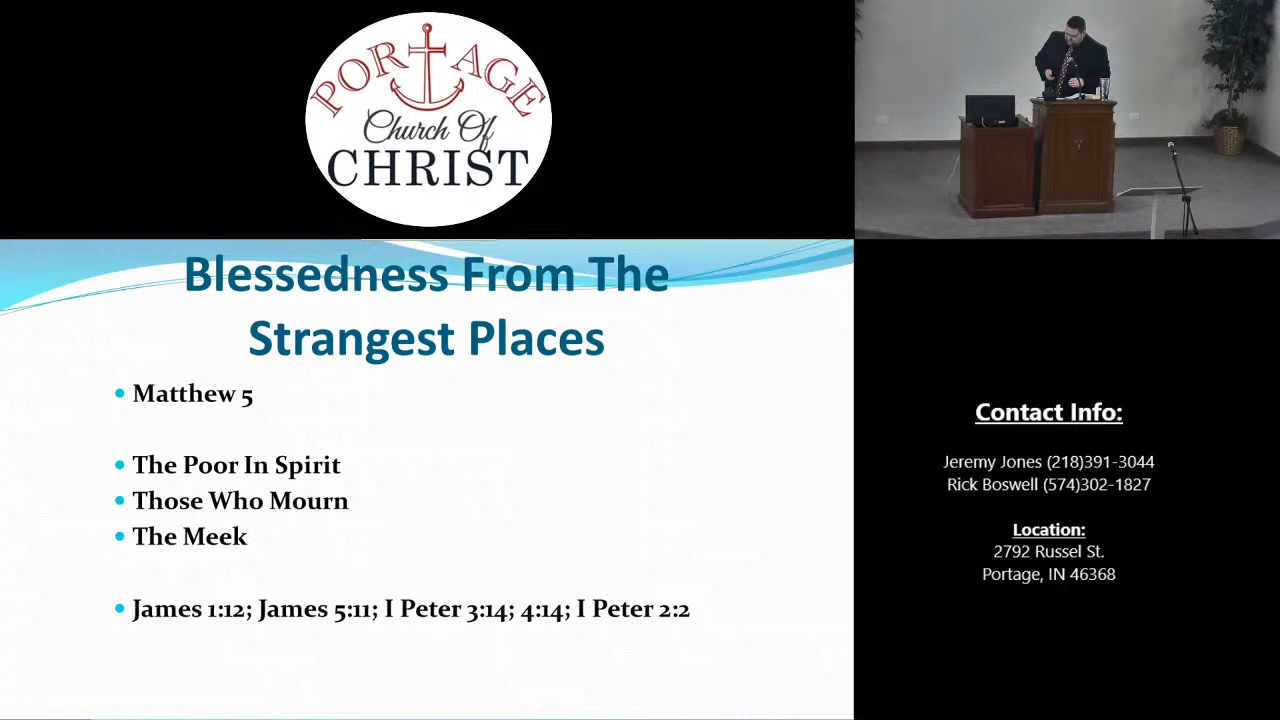 PORTAGE
Church Of
CHRIST
Blessedness From The
Strangest Places
• Matthew 5
• The Poor In Spirit
• Those Who Mourn
• The Meek
• James 1:12; James 5:11; I Peter 3:14; 4:14; I Peter 2:2
Contact Info:
Jeremy Jones (218)391-3044
Rick Boswell (574)302-1827
Location:
2792 Russel St.
Portage, IN 46368